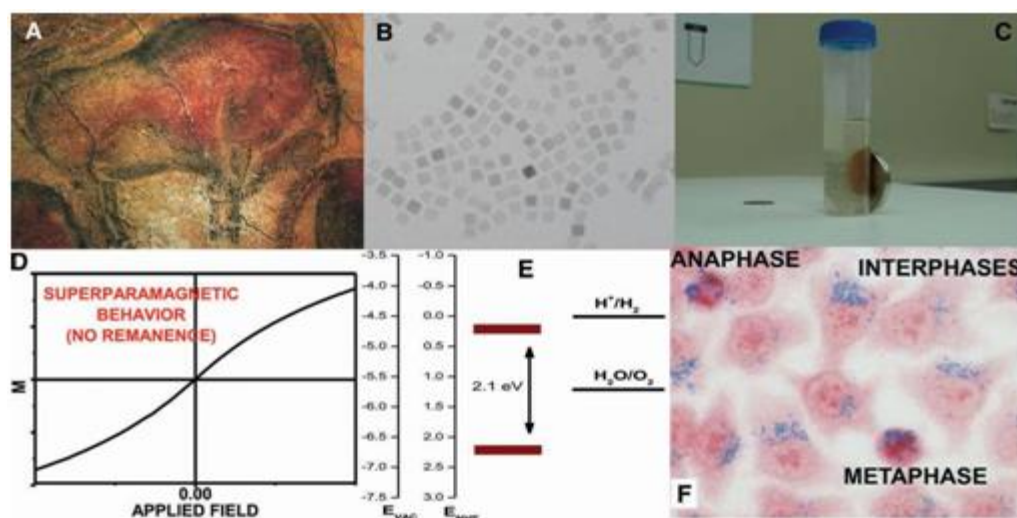 A
B
C
D
SUPERPARAMAGNETIC
BEHAVIOR
(NO REMANENCE)
M
0.00
APPLIED FIELD
-3.5
-4.0
-4.5
-5.0
-5.5
-6.0
-6.5
-7.0
-7.5
-1.0
-0.5
0.0
0.5
1.0
1.5
2.0
2.5
3.0
E
2.1 eV
H⁺/H₂
H₂O/O₂
ANAPHASE
INTERPHASES
METAPHASE
F